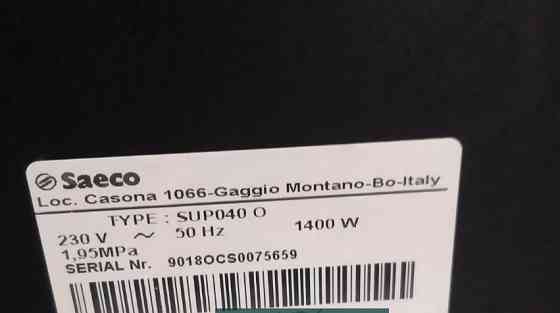 Saeco
Loc. Casona 1066-Gaggio Montano-Bo-Italy
TYPE : SUP040 O
230 V ~ 50 Hz 1400 W
1,95MPa
SERIAL Nr. 9018OCS0075659